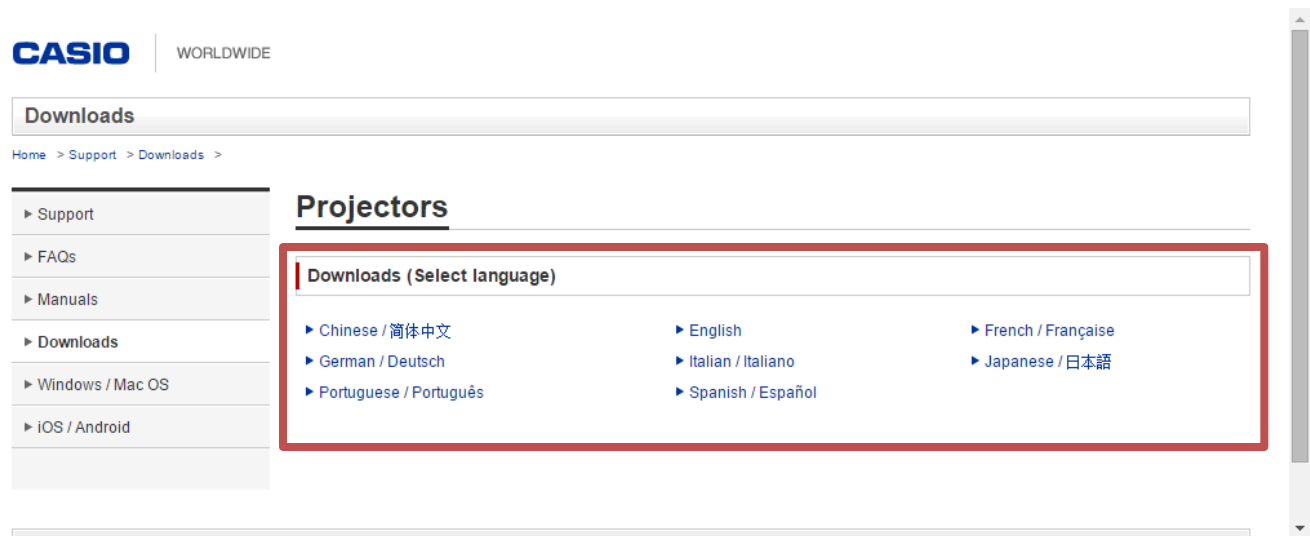 CASIO WORLDWIDE
Downloads
Home > Support > Downloads >
Support
FAQs
Manuals
Downloads
Windows / Mac OS
iOS / Android
Projectors
Downloads (Select language)
Chinese / 简体中文 English French / Française
German / Deutsch Italian / Italiano Japanese / 日本語
Portuguese / Português Spanish / Español